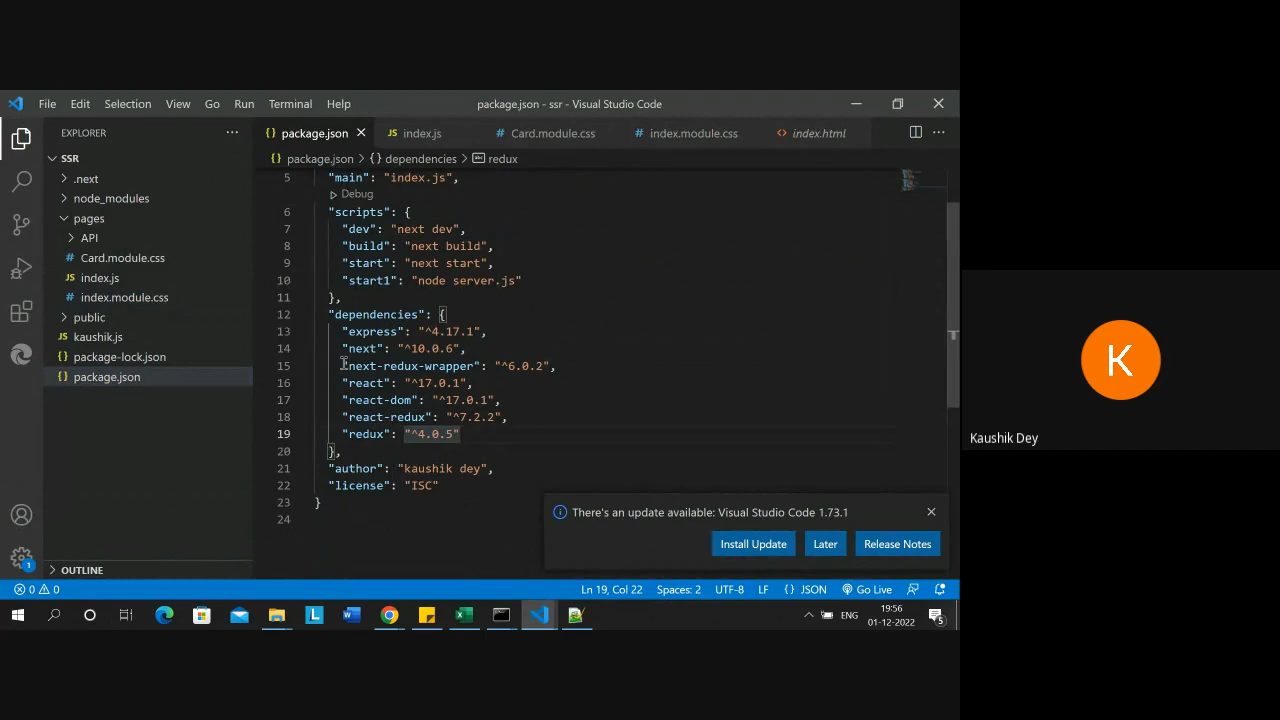 File Edit Selection View Go Run Terminal Help
package.json - ssr - Visual Studio Code
EXPLORER
SSR
.next
node_modules
pages
API
# Card.module.css
JS index.js
# index.module.css
public
JS kaushik.js
{} package-lock.json
{} package.json
OUTLINE
{} package.json
JS index.js
# Card.module.css
# index.module.css
<> index.html
{} package.json > {} dependencies > abc redux
5 "main": "index.js",
Debug
6 "scripts": {
7 "dev": "next dev",
8 "build": "next build",
9 "start": "next start",
10 "start1": "node server.js"
11 },
12 "dependencies": {
13 "express": "^4.17.1",
14 "next": "^10.0.6",
15 "next-redux-wrapper": "^6.0.2",
16 "react": "^17.0.1",
17 "react-dom": "^17.0.1",
18 "react-redux": "^7.2.2",
19 "redux": "^4.0.5"
20 },
21 "author": "kaushik dey",
22 "license": "ISC"
23 }
24
There's an update available: Visual Studio Code 1.73.1
Install Update
Later
Release Notes
1
0 0
Ln 19, Col 22
Spaces: 2
UTF-8
LF
{} JSON
Go Live
L
W
X
ENG
19:56
01-12-2022
5
K
Kaushik Dey